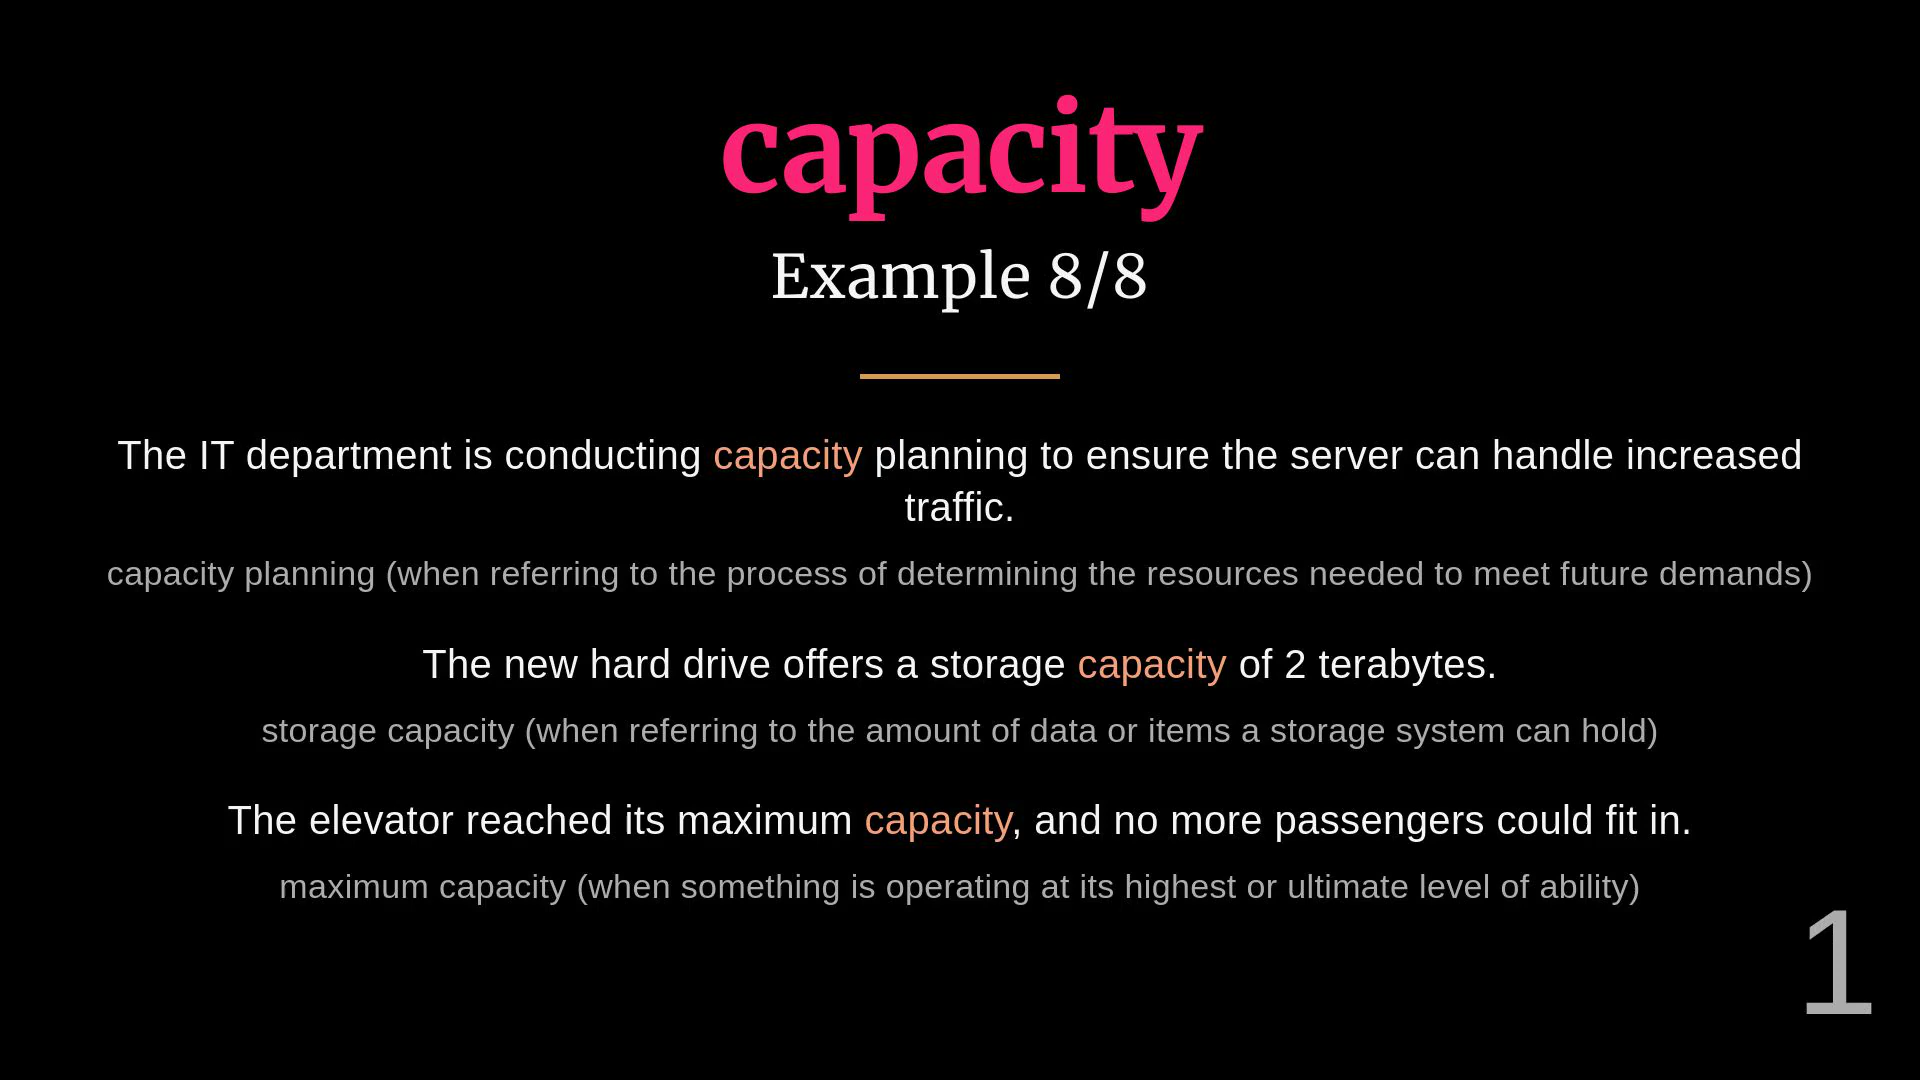 capacity
Example 8/8
The IT department is conducting capacity planning to ensure the server can handle increased
traffic.
capacity planning (when referring to the process of determining the resources needed to meet future demands)
The new hard drive offers a storage capacity of 2 terabytes.
storage capacity (when referring to the amount of data or items a storage system can hold)
The elevator reached its maximum capacity, and no more passengers could fit in.
maximum capacity (when something is operating at its highest or ultimate level of ability)
1